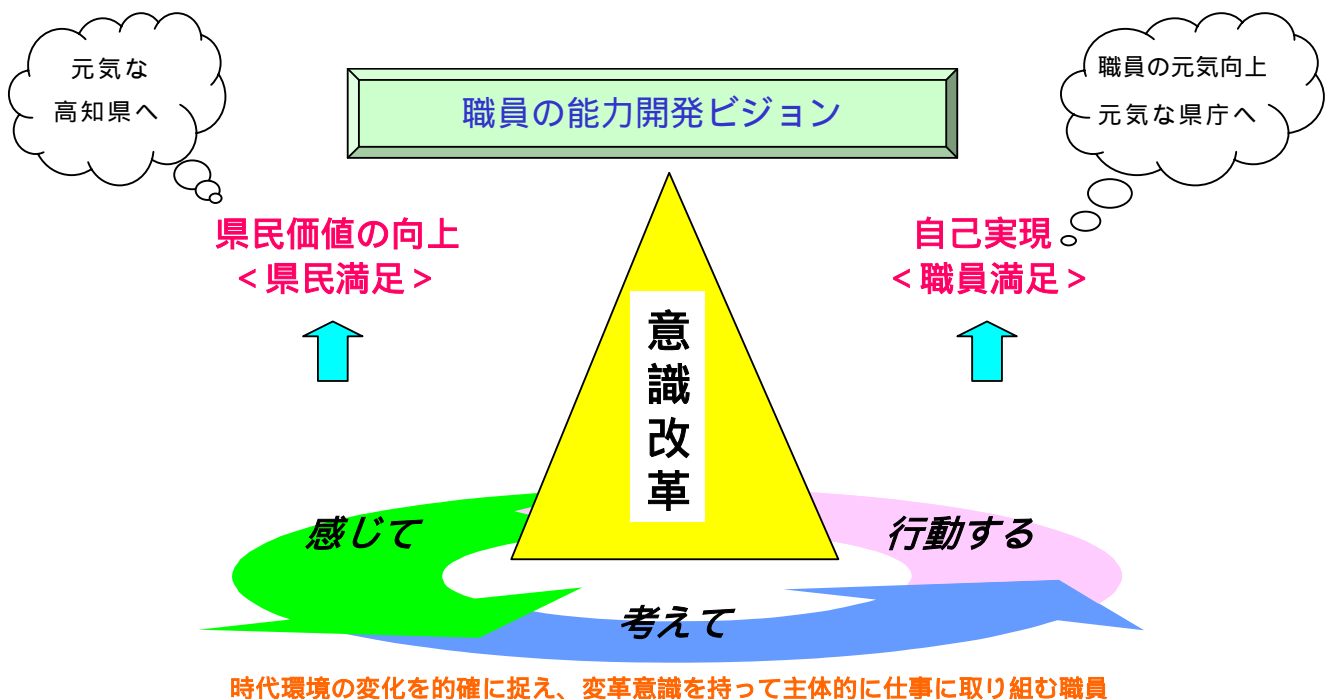 元気な
高知県へ
職員の能力開発ビジョン
職員の元気向上
元気な県庁へ
県民価値の向上
＜県民満足＞
自己実現
＜職員満足＞
意
識
改
革
感じて
行動する
考えて
時代環境の変化を的確に捉え、変革意識を持って主体的に仕事に取り組む職員